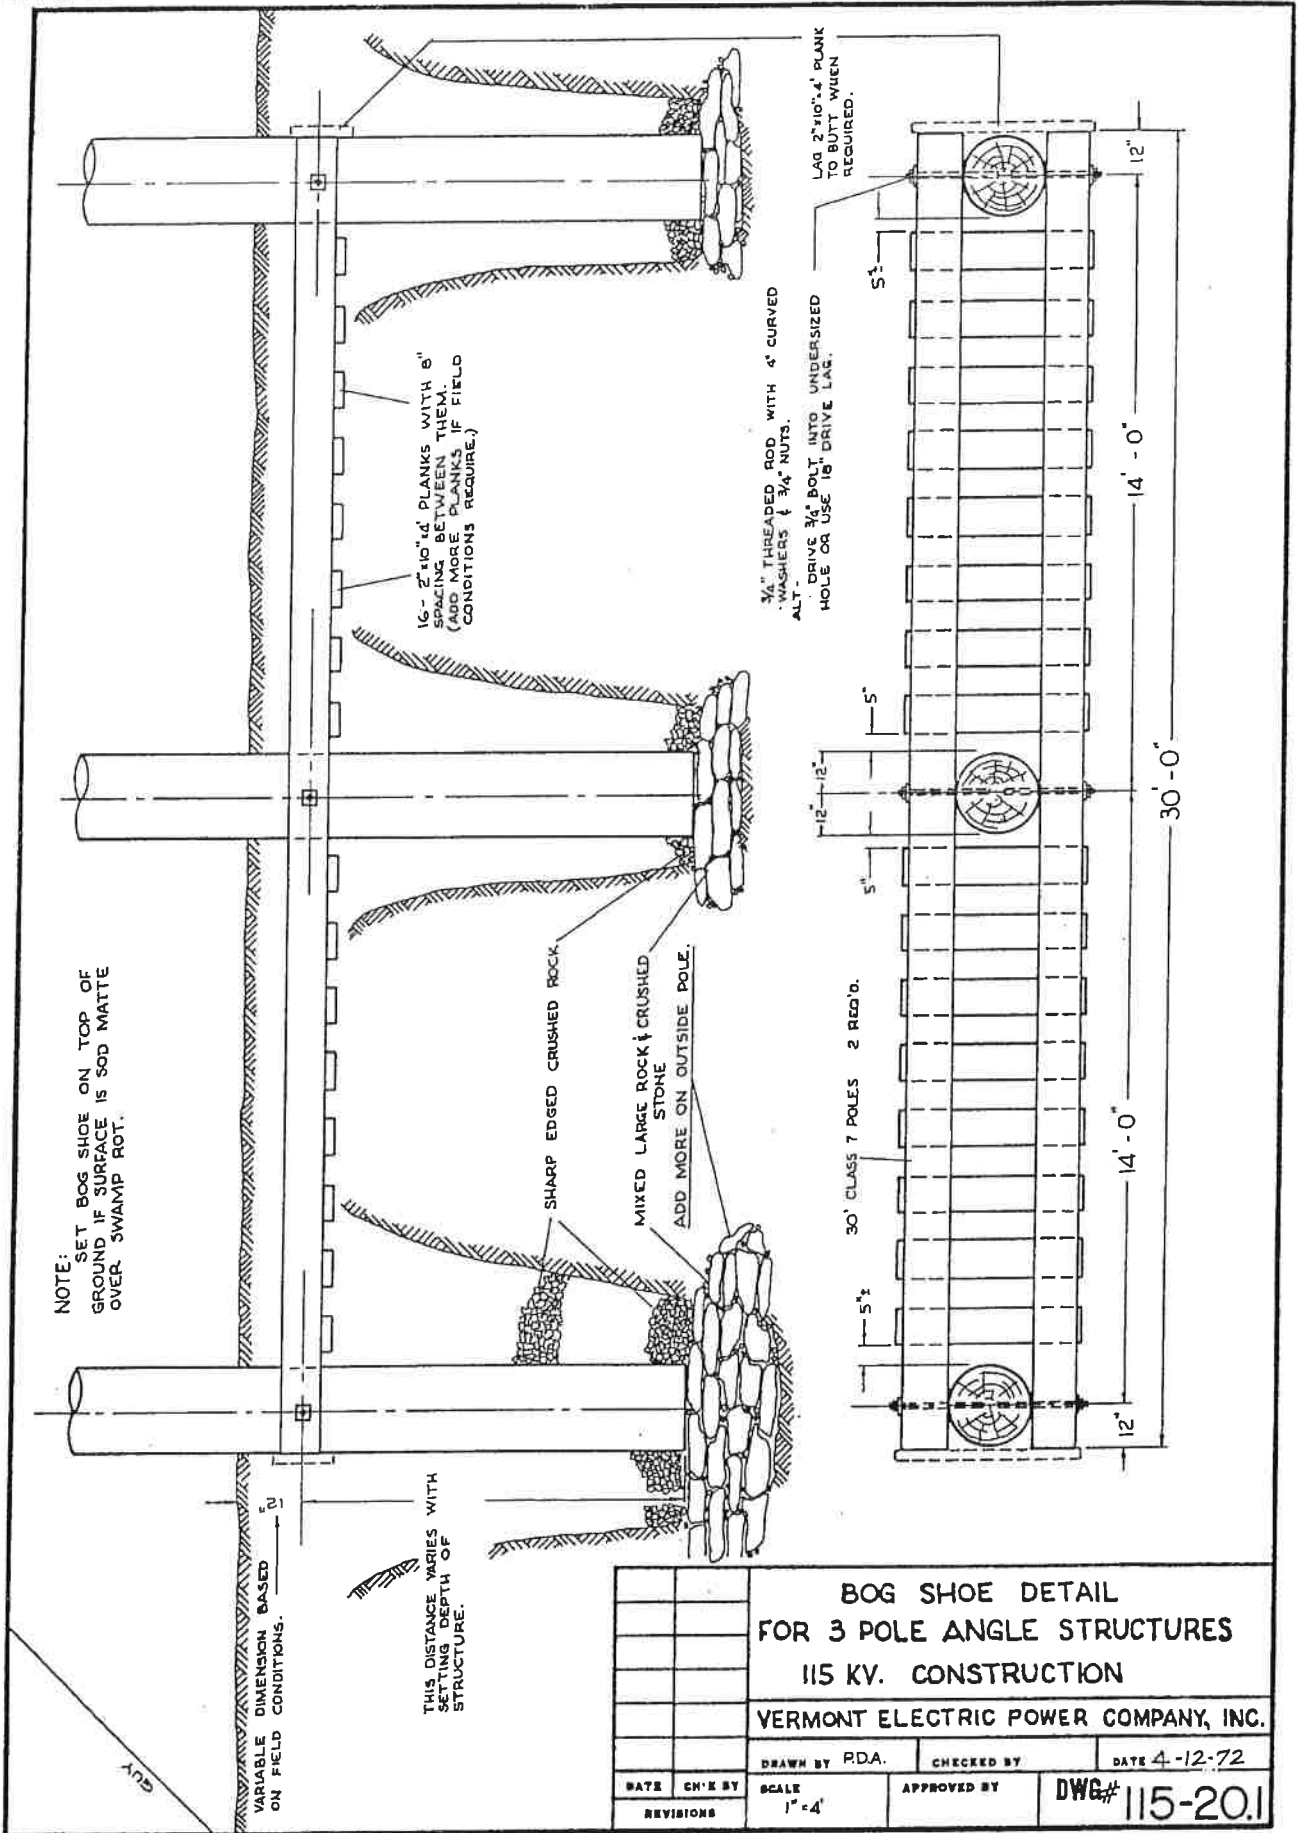 NOTE:
SET BOG SHOE ON TOP OF
GROUND IF SURFACE IS SOD MATTE
OVER SWAMP ROT.
16 - 2"x10"x4' PLANKS WITH 8"
SPACING BETWEEN THEM.
(ADD MORE PLANKS IF FIELD
CONDITIONS REQUIRE.)
GUY
VARIABLE DIMENSION BASED
ON FIELD CONDITIONS.
12"
THIS DISTANCE VARIES WITH
SETTING DEPTH OF
STRUCTURE.
SHARP EDGED CRUSHED ROCK.
MIXED LARGE ROCK & CRUSHED
STONE
ADD MORE ON OUTSIDE POLE.
LAG 2"x10"x4' PLANK
TO BUTT WHEN
REQUIRED.
3/4" THREADED ROD WITH 4" CURVED
WASHERS & 3/4" NUTS.
ALT -
DRIVE 3/4" BOLT INTO UNDERSIZED
HOLE OR USE 18" DRIVE LAG.
30' CLASS 7 POLES 2 REQ'D.
5"±
5"
12" 12"
5"
5"±
12"
14'-0"
14'-0"
12"
30'-0"
BOG SHOE DETAIL
FOR 3 POLE ANGLE STRUCTURES
115 KV. CONSTRUCTION
VERMONT ELECTRIC POWER COMPANY, INC.
DRAWN BY P.D.A. CHECKED BY DATE 4-12-72
DATE CH'K BY SCALE APPROVED BY DWG# 115-20.1
REVISIONS 1"=4'